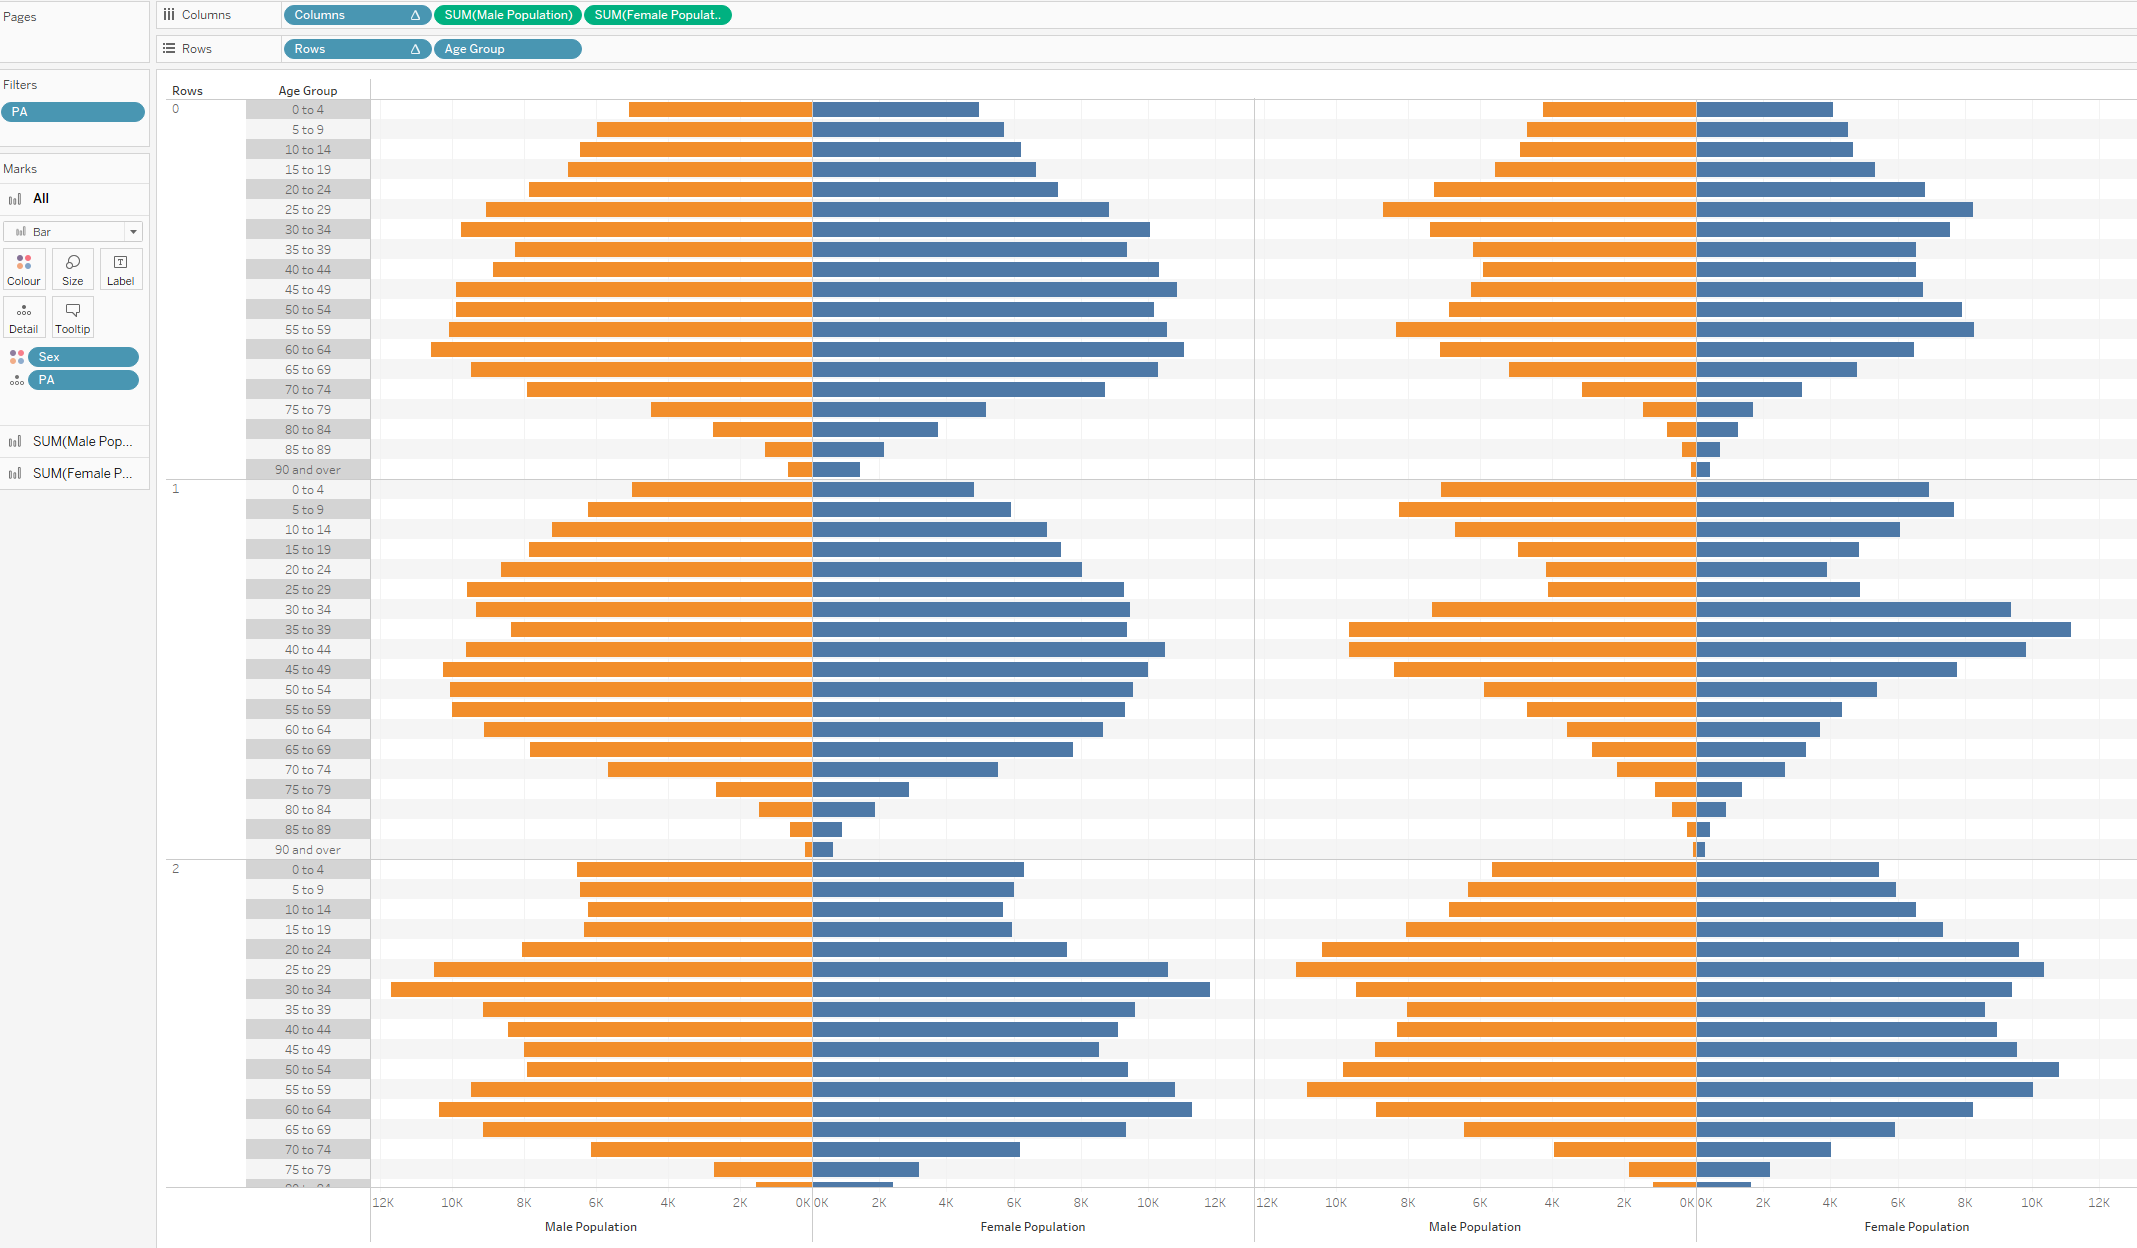 Pages
Columns
Columns
SUM(Male Population)
SUM(Female Populat..
Rows
Rows
Age Group
Filters
PA
Marks
All
Bar
Colour
Size
Label
Detail
Tooltip
Sex
PA
SUM(Male Pop...
SUM(Female P...
Rows
Age Group
0
0 to 4
5 to 9
10 to 14
15 to 19
20 to 24
25 to 29
30 to 34
35 to 39
40 to 44
45 to 49
50 to 54
55 to 59
60 to 64
65 to 69
70 to 74
75 to 79
80 to 84
85 to 89
90 and over
1
0 to 4
5 to 9
10 to 14
15 to 19
20 to 24
25 to 29
30 to 34
35 to 39
40 to 44
45 to 49
50 to 54
55 to 59
60 to 64
65 to 69
70 to 74
75 to 79
80 to 84
85 to 89
90 and over
2
0 to 4
5 to 9
10 to 14
15 to 19
20 to 24
25 to 29
30 to 34
35 to 39
40 to 44
45 to 49
50 to 54
55 to 59
60 to 64
65 to 69
70 to 74
75 to 79
12K 10K 8K 6K 4K 2K 0K 0K 2K 4K 6K 8K 10K 12K 12K 10K 8K 6K 4K 2K 0K 0K 2K 4K 6K 8K 10K 12K
Male Population Female Population Male Population Female Population